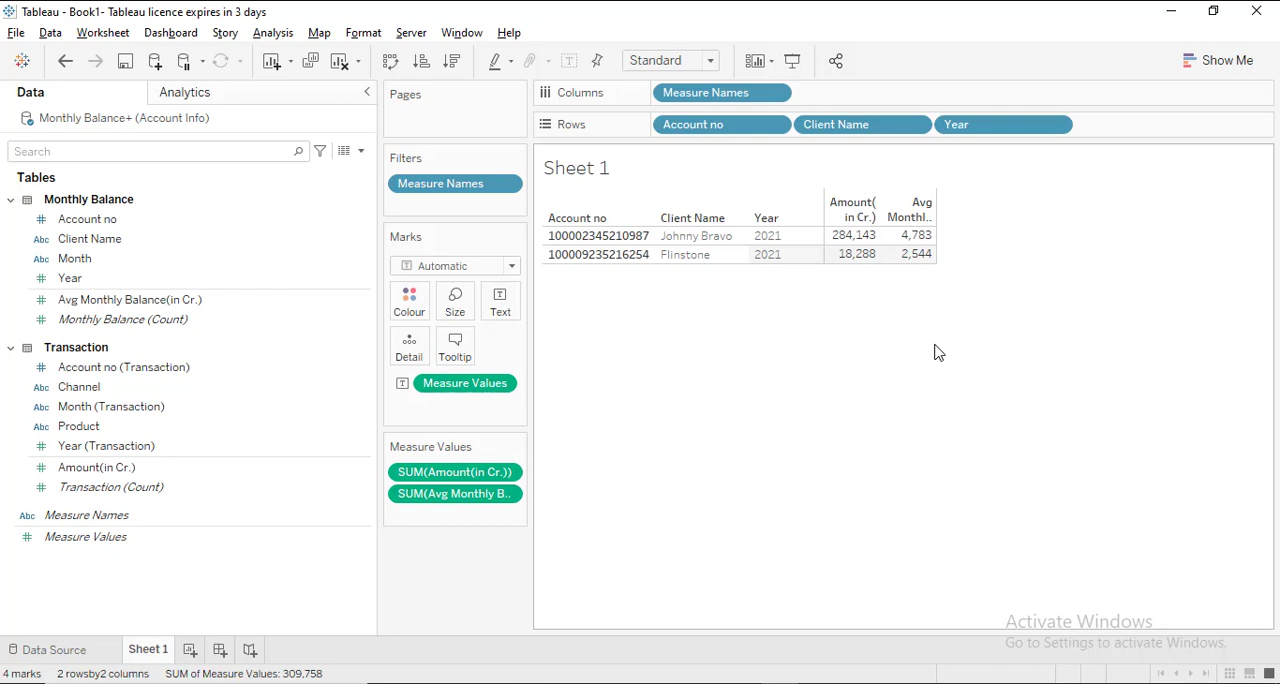 Tableau - Book1- Tableau licence expires in 3 days
File Data Worksheet Dashboard Story Analysis Map Format Server Window Help
Standard
Show Me
Data
Analytics
Monthly Balance+ (Account Info)
Search
Tables
Monthly Balance
# Account no
Abc Client Name
Abc Month
# Year
# Avg Monthly Balance(in Cr.)
# Monthly Balance (Count)
Transaction
# Account no (Transaction)
Abc Channel
Abc Month (Transaction)
Abc Product
# Year (Transaction)
# Amount(in Cr.)
# Transaction (Count)
Abc Measure Names
# Measure Values
Pages
Filters
Measure Names
Marks
T Automatic
Colour Size Text
Detail Tooltip
T Measure Values
Measure Values
SUM(Amount(in Cr.))
SUM(Avg Monthly B..
Columns Measure Names
Rows Account no Client Name Year
Sheet 1
Amount( Avg
Account no Client Name Year in Cr.) Monthl..
100002345210987 Johnny Bravo 2021 284,143 4,783
100009235216254 Flinstone 2021 18,288 2,544
Activate Windows
Go to Settings to activate Windows.
Data Source Sheet 1
4 marks 2 rowsby2 columns SUM of Measure Values: 309,758